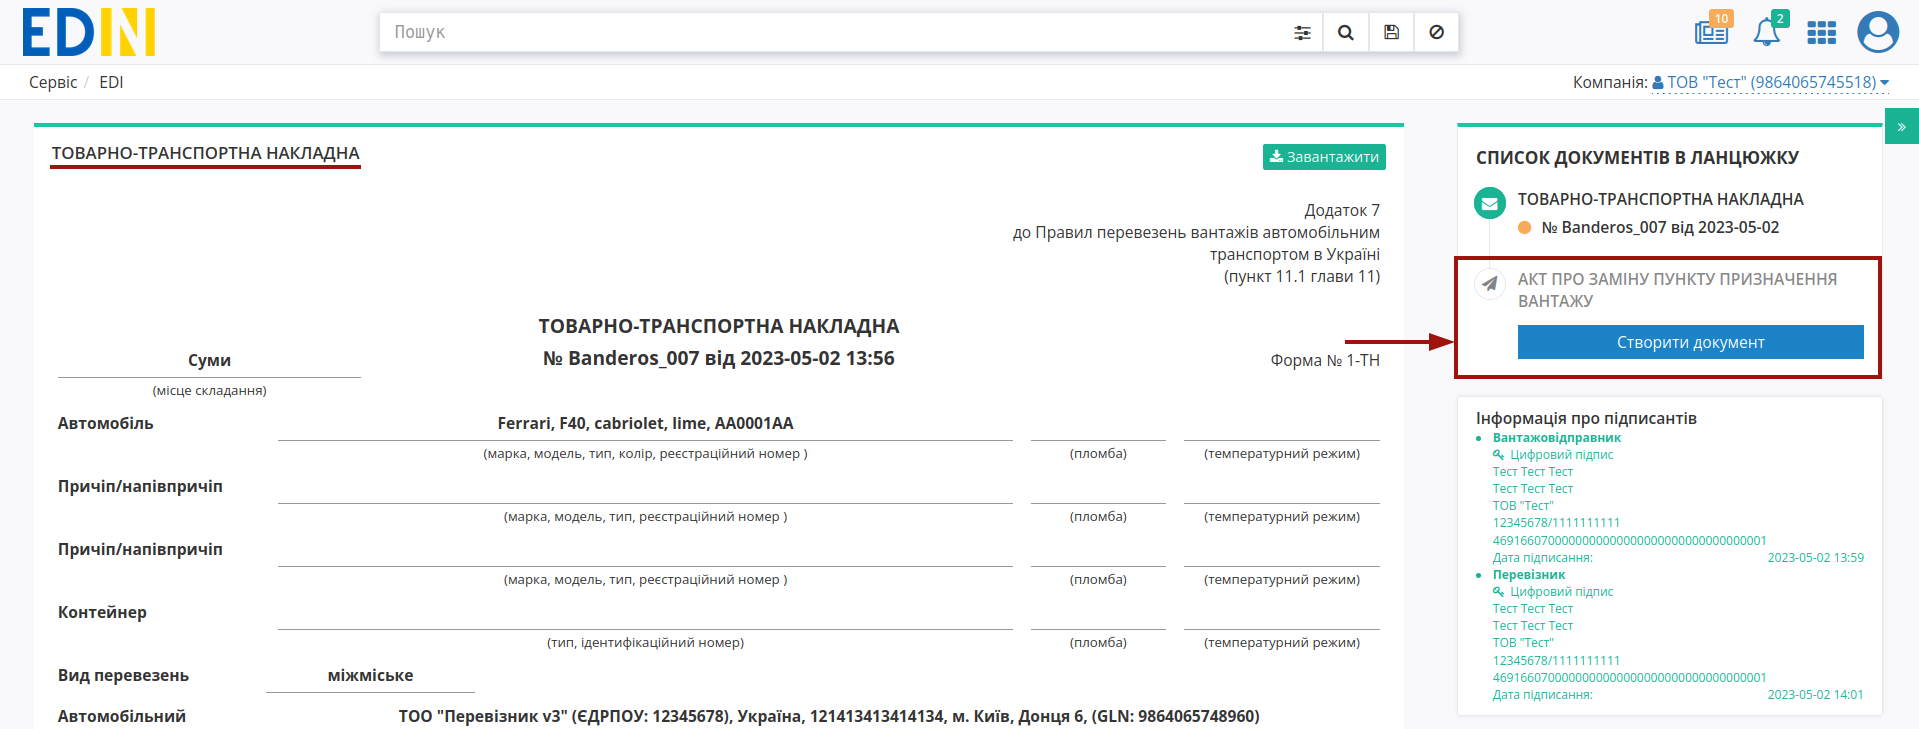 EDIN
Пошук
10
2
Сервіс / EDI
Компанія: ТОВ "Тест" (9864065745518)
»
ТОВАРНО-ТРАНСПОРТНА НАКЛАДНА
Завантажити
Додаток 7
до Правил перевезень вантажів автомобільним
транспортом в Україні
(пункт 11.1 глави 11)
ТОВАРНО-ТРАНСПОРТНА НАКЛАДНА
Суми
№ Banderos_007 від 2023-05-02 13:56
Форма № 1-ТН
(місце складання)
Автомобіль Ferrari, F40, cabriolet, lime, AA0001AA
(марка, модель, тип, колір, реєстраційний номер ) (пломба) (температурний режим)
Причіп/напівпричіп
(марка, модель, тип, реєстраційний номер ) (пломба) (температурний режим)
Причіп/напівпричіп
(марка, модель, тип, реєстраційний номер ) (пломба) (температурний режим)
Контейнер
(тип, ідентифікаційний номер) (пломба) (температурний режим)
Вид перевезень міжміське
Автомобільний ТОО "Перевізник v3" (ЄДРПОУ: 12345678), Україна, 121413413414134, м. Київ, Донця 6, (GLN: 9864065748960)
СПИСОК ДОКУМЕНТІВ В ЛАНЦЮЖКУ
ТОВАРНО-ТРАНСПОРТНА НАКЛАДНА
№ Banderos_007 від 2023-05-02
АКТ ПРО ЗАМІНУ ПУНКТУ ПРИЗНАЧЕННЯ
ВАНТАЖУ
Створити документ
Інформація про підписантів
Вантажовідправник
Цифровий підпис
Тест Тест Тест
Тест Тест Тест
ТОВ "Тест"
12345678/1111111111
46916607000000000000000000000000000000001
Дата підписання: 2023-05-02 13:59
Перевізник
Цифровий підпис
Тест Тест Тест
Тест Тест Тест
ТОВ "Тест"
12345678/1111111111
46916607000000000000000000000000000000001
Дата підписання: 2023-05-02 14:01